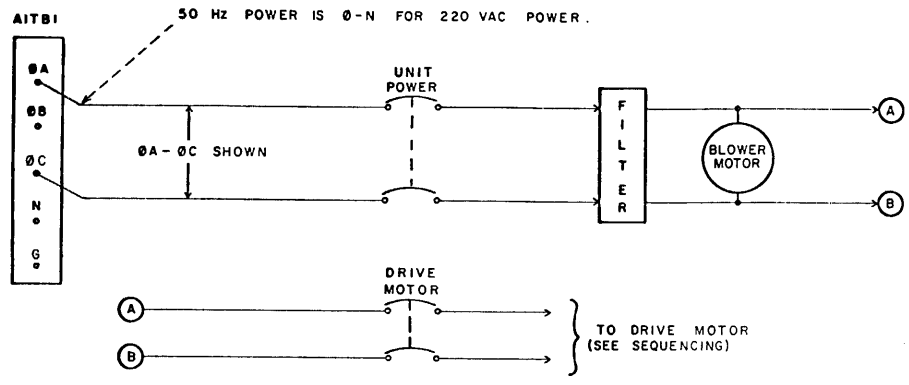 50 Hz POWER IS Ø-N FOR 220 VAC POWER.
A1TB1
ØA
ØB
ØC
N
G
ØA-ØC SHOWN
UNIT
POWER
FILTER
BLOWER
MOTOR
A
B
DRIVE
MOTOR
A
B
TO DRIVE MOTOR
(SEE SEQUENCING)